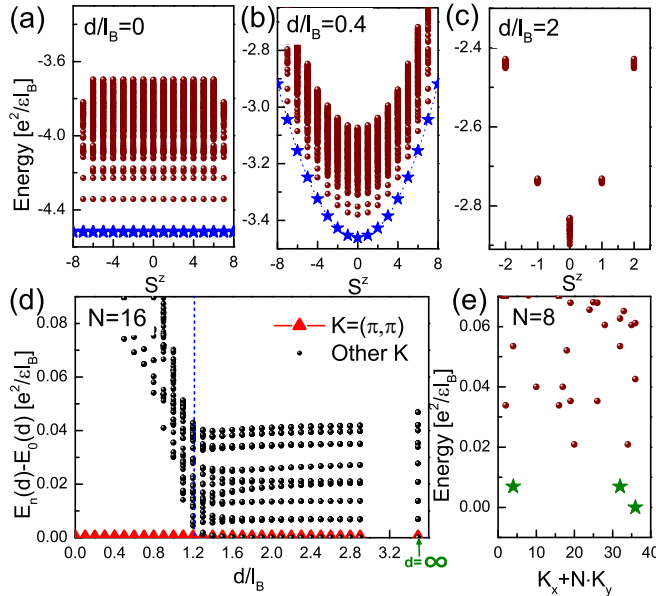 (a)
d/l_B=0
-3.6
-4.0
-4.5
Energy [e²/εl_B]
-8 -4 0 4 8
S^z
(b)
d/l_B=0.4
-2.8
-3.0
-3.2
-3.4
-8 -4 0 4 8
S^z
(c)
d/l_B=2
-2.4
-2.6
-2.8
-2 -1 0 1 2
S^z
(d)
N=16
K=(π,π)
Other K
0.08
0.06
0.04
0.02
0.00
E_n(d)-E_0(d) [e²/εl_B]
0.0 0.4 0.8 1.2 1.6 2.0 2.4 2.8 3.2
d/l_B
d=∞
(e)
N=8
0.06
0.04
0.02
0.00
Energy [e²/εl_B]
0 10 20 30 40
K_x+N·K_y